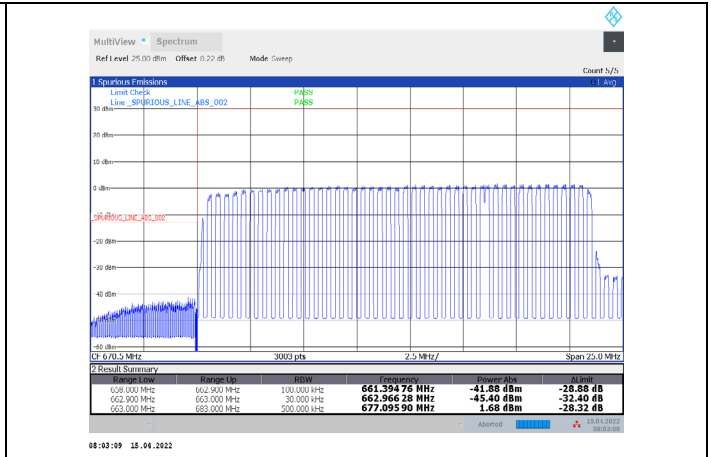 MultiView Spectrum
Ref Level 25.00 dBm Offset 8.22 dB Mode Sweep
Count 5/5
1 Spurious Emissions 1 Avg
Limit Check PASS
Line _SPURIOUS_LINE_ABS_002 PASS
30 dBm
20 dBm
10 dBm
0 dBm
_SPURIOUS_LINE_ABS_002
-20 dBm
-30 dBm
-40 dBm
-60 dBm
CF 670.5 MHz 3003 pts 2.5 MHz/ Span 25.0 MHz
2 Result Summary
Range Low Range Up RBW Frequency Power Abs ΔLimit
658.000 MHz 662.900 MHz 100.000 kHz 661.394 76 MHz -41.88 dBm -28.88 dB
662.900 MHz 663.000 MHz 30.000 kHz 662.966 28 MHz -45.40 dBm -32.40 dB
663.000 MHz 683.000 MHz 500.000 kHz 677.095 90 MHz 1.68 dBm -28.32 dB
Aborted 15.04.2022
08:03:08
08:03:09 15.04.2022